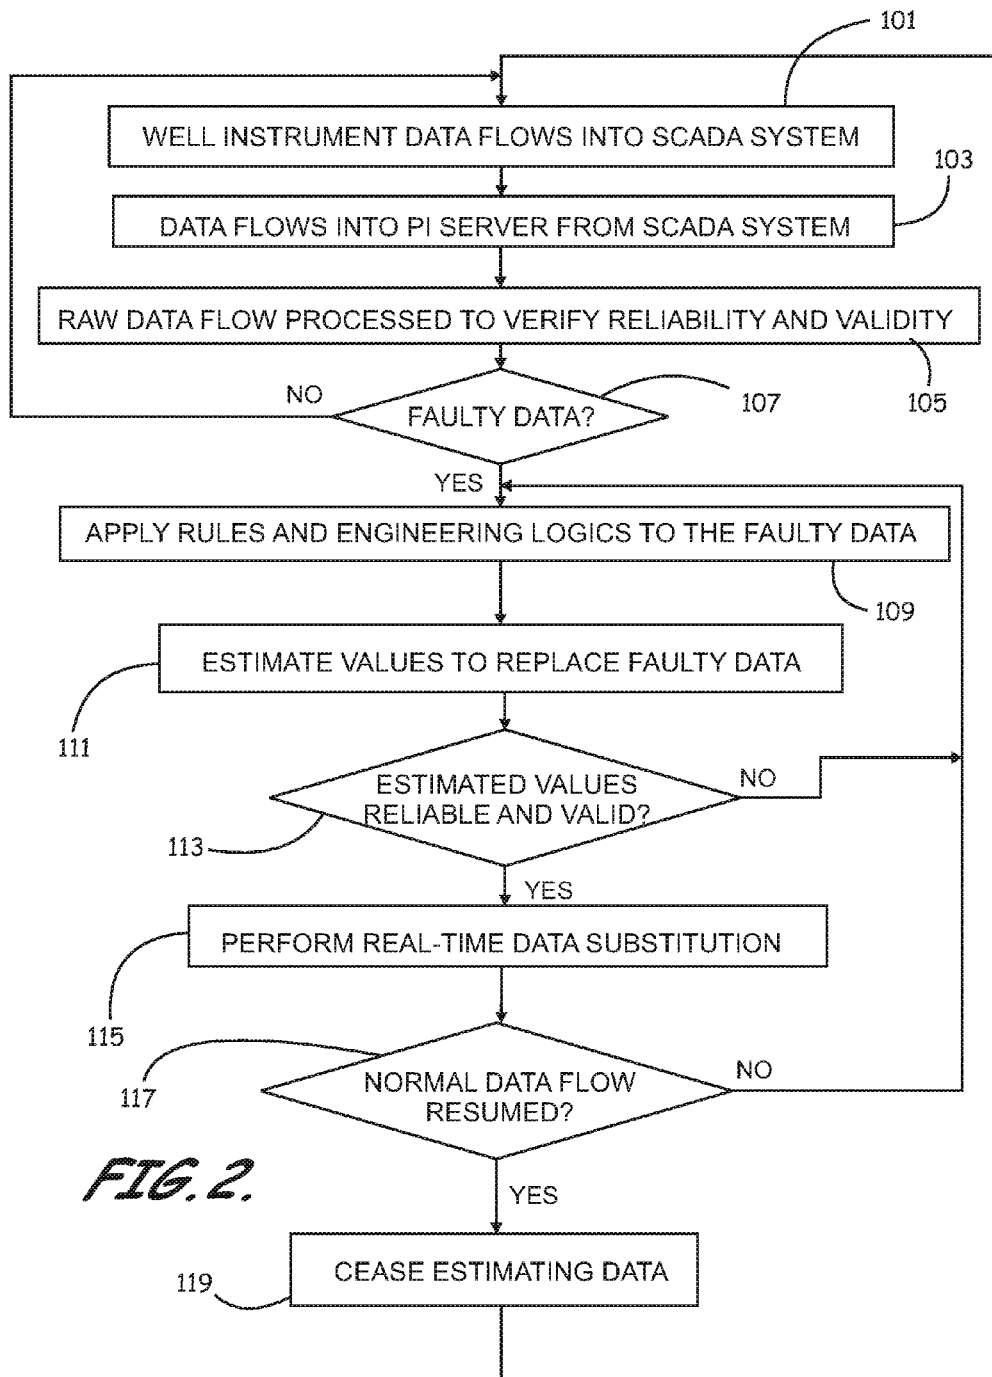 101
WELL INSTRUMENT DATA FLOWS INTO SCADA SYSTEM
103
DATA FLOWS INTO PI SERVER FROM SCADA SYSTEM
RAW DATA FLOW PROCESSED TO VERIFY RELIABILITY AND VALIDITY
105
NO
FAULTY DATA?
107
YES
APPLY RULES AND ENGINEERING LOGICS TO THE FAULTY DATA
109
ESTIMATE VALUES TO REPLACE FAULTY DATA
111
ESTIMATED VALUES
RELIABLE AND VALID?
NO
113
YES
PERFORM REAL-TIME DATA SUBSTITUTION
115
NORMAL DATA FLOW
RESUMED?
NO
117
FIG. 2.
YES
CEASE ESTIMATING DATA
119